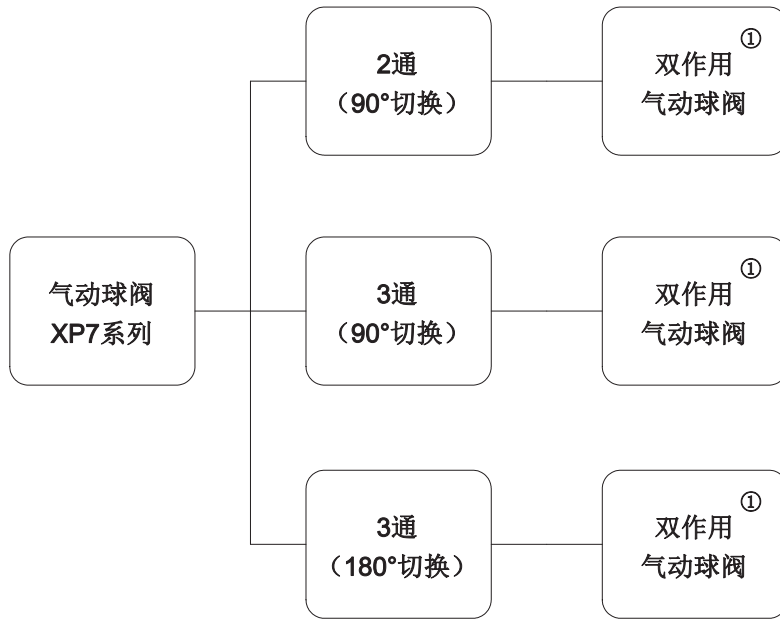 2通
（90°切换）
①
双作用
气动球阀
气动球阀
XP7系列
3通
（90°切换）
①
双作用
气动球阀
3通
（180°切换）
①
双作用
气动球阀